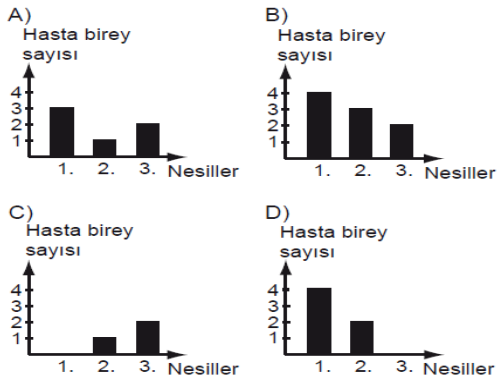 A)
Hasta birey
sayısı
4
3
2
1
1. 2. 3. Nesiller
B)
Hasta birey
sayısı
4
3
2
1
1. 2. 3. Nesiller
C)
Hasta birey
sayısı
4
3
2
1
1. 2. 3. Nesiller
D)
Hasta birey
sayısı
4
3
2
1
1. 2. 3. Nesiller